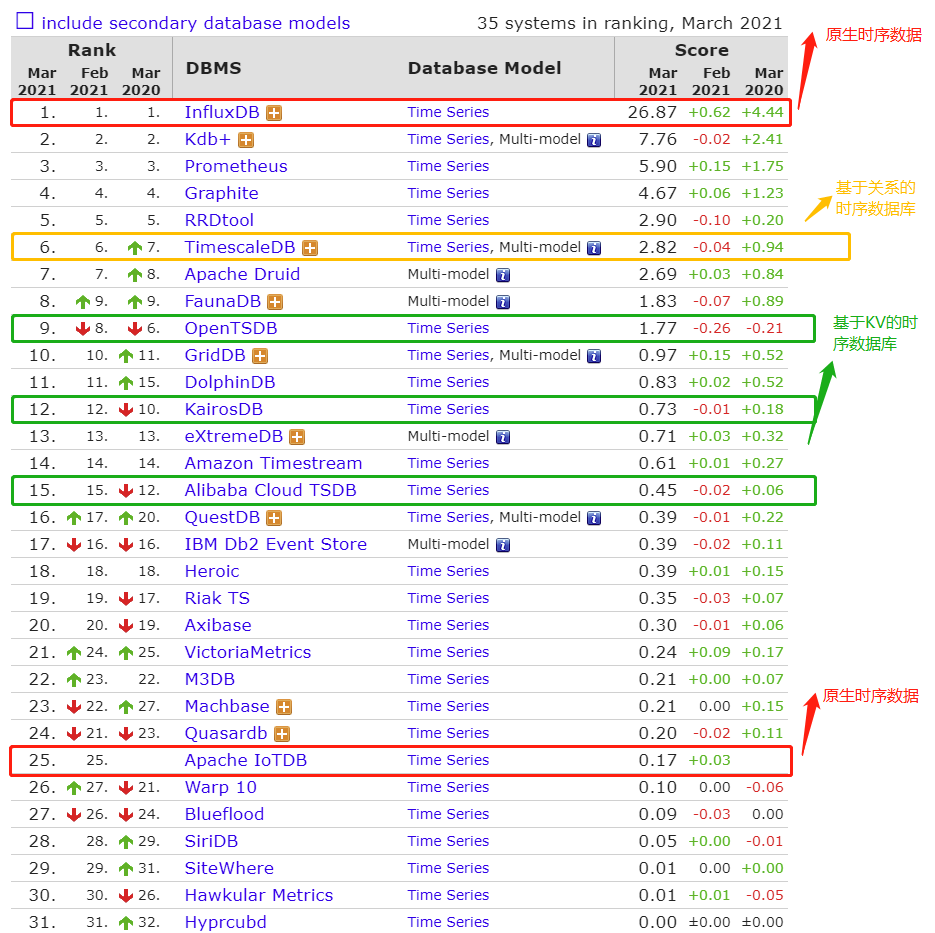 include secondary database models 35 systems in ranking, March 2021
Rank DBMS Database Model Score
Mar Feb Mar Mar Feb Mar
2021 2021 2020 2021 2021 2020
1. 1. 1. InfluxDB Time Series 26.87 +0.62 +4.44
2. 2. 2. Kdb+ Time Series, Multi-model 7.76 -0.02 +2.41
3. 3. 3. Prometheus Time Series 5.90 +0.15 +1.75
4. 4. 4. Graphite Time Series 4.67 +0.06 +1.23
5. 5. 5. RRDtool Time Series 2.90 -0.10 +0.20
6. 6. 7. TimescaleDB Time Series, Multi-model 2.82 -0.04 +0.94
7. 7. 8. Apache Druid Multi-model 2.69 +0.03 +0.84
8. 9. 9. FaunaDB Multi-model 1.83 -0.07 +0.89
9. 8. 6. OpenTSDB Time Series 1.77 -0.26 -0.21
10. 10. 11. GridDB Time Series, Multi-model 0.97 +0.15 +0.52
11. 11. 15. DolphinDB Time Series 0.83 +0.02 +0.52
12. 12. 10. KairosDB Time Series 0.73 -0.01 +0.18
13. 13. 13. eXtremeDB Multi-model 0.71 +0.03 +0.32
14. 14. 14. Amazon Timestream Time Series 0.61 +0.01 +0.27
15. 15. 12. Alibaba Cloud TSDB Time Series 0.45 -0.02 +0.06
16. 17. 20. QuestDB Time Series, Multi-model 0.39 -0.01 +0.22
17. 16. 16. IBM Db2 Event Store Multi-model 0.39 -0.02 +0.11
18. 18. 18. Heroic Time Series 0.39 +0.01 +0.15
19. 19. 17. Riak TS Time Series 0.35 -0.03 +0.07
20. 20. 19. Axibase Time Series 0.30 -0.01 +0.06
21. 24. 25. VictoriaMetrics Time Series 0.24 +0.09 +0.17
22. 23. 22. M3DB Time Series 0.21 +0.00 +0.07
23. 22. 27. Machbase Time Series 0.21 0.00 +0.15
24. 21. 23. Quasardb Time Series 0.20 -0.02 +0.11
25. 25. Apache IoTDB Time Series 0.17 +0.03
26. 27. 21. Warp 10 Time Series 0.10 0.00 -0.06
27. 26. 24. Blueflood Time Series 0.09 -0.03 0.00
28. 28. 29. SiriDB Time Series 0.05 +0.00 -0.01
29. 29. 31. SiteWhere Time Series 0.01 0.00 +0.00
30. 30. 26. Hawkular Metrics Time Series 0.01 +0.01 -0.05
31. 31. 32. Hyprcubd Time Series 0.00 ±0.00 ±0.00
原生时序数据
基于关系的
时序数据库
基于KV的时
序数据库
原生时序数据